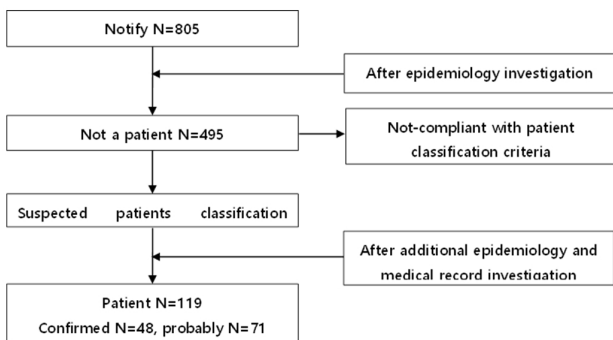 Notify N=805
After epidemiology investigation
Not a patient N=495
Not-compliant with patient
classification criteria
Suspected patients classification
After additional epidemiology and
medical record investigation
Patient N=119
Confirmed N=48, probably N=71